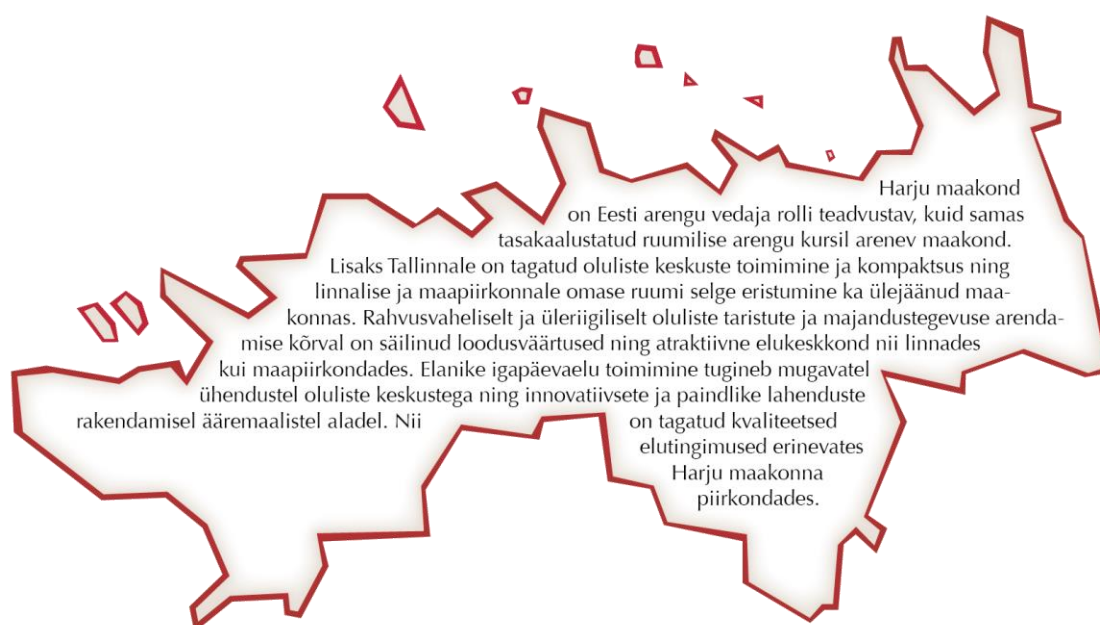 Harju maakond
on Eesti arengu vedaja rolli teadvustav, kuid samas
tasakaalustatud ruumilise arengu kursil arenev maakond.
Lisaks Tallinnale on tagatud oluliste keskuste toimimine ja kompaktsus ning
linnalise ja maapiirkonnale omase ruumi selge eristumine ka ülejäänud maa-
konnas. Rahvusvaheliselt ja üleriigiliselt oluliste taristute ja majandustegevuse arenda-
mise kõrval on säilinud loodusväärtused ning atraktiivne elukeskkond nii linnades
kui maapiirkondades. Elanike igapäevaelu toimimine tugineb mugavatel
ühendustel oluliste keskustega ning innovatiivsete ja paindlike lahenduste
rakendamisel ääremaalistel aladel. Nii on tagatud kvaliteetsed
elutingimused erinevates
Harju maakonna
piirkondades.